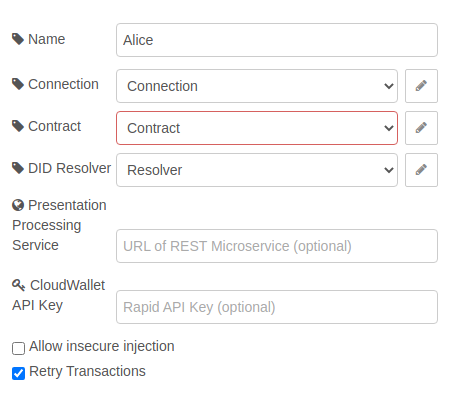 Name Alice
Connection Connection
Contract Contract
DID Resolver Resolver
Presentation
Processing
Service
URL of REST Microservice (optional)
CloudWallet
API Key
Rapid API Key (optional)
Allow insecure injection
Retry Transactions